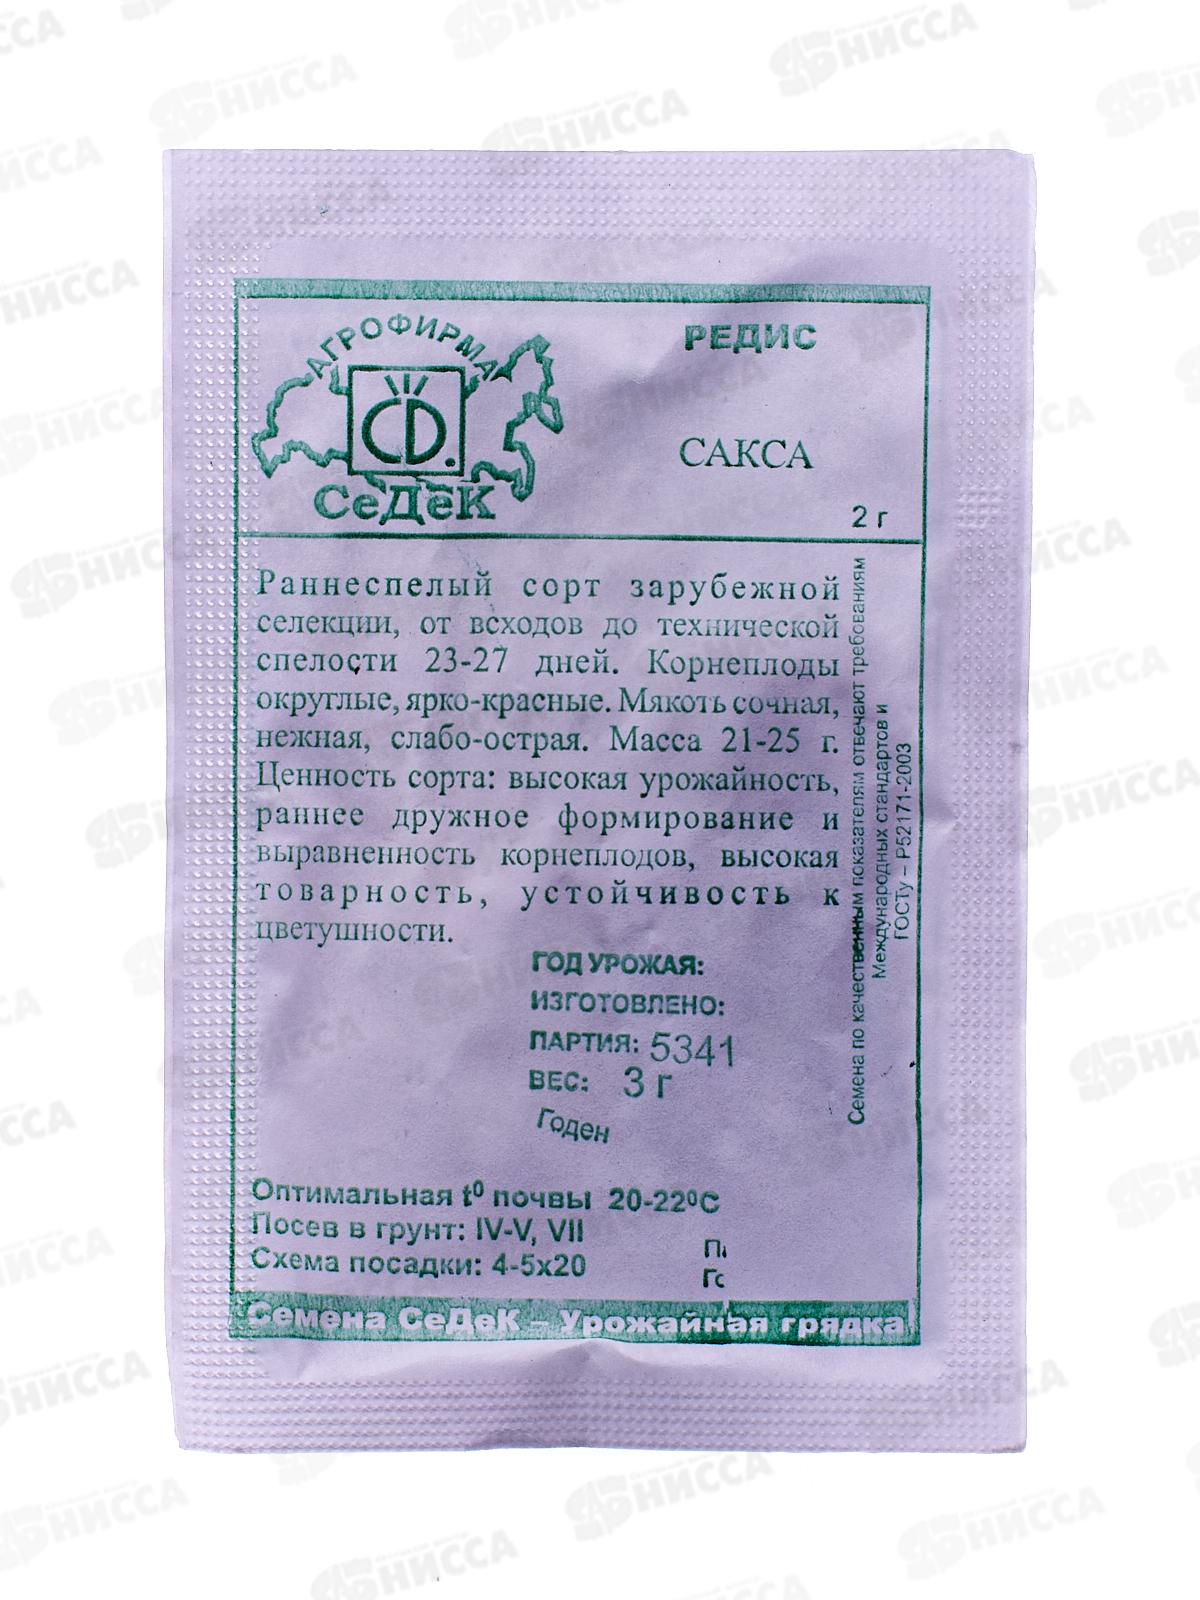 АГРОФИРМА
СД.
СеДеК
РЕДИС
САКСА
2 г
Раннеспелый сорт зарубежной
селекции, от всходов до технической
спелости 23-27 дней. Корнеплоды
округлые, ярко-красные. Мякоть сочная,
нежная, слабо-острая. Масса 21-25 г.
Ценность сорта: высокая урожайность,
раннее дружное формирование и
выравненность корнеплодов, высокая
товарность, устойчивость к
цветушности.
Семена по качественным показателям отвечают требованиям
Международных стандартов и
ГОСТу – Р52171-2003
ГОД УРОЖАЯ:
ИЗГОТОВЛЕНО:
ПАРТИЯ: 5341
ВЕС: 3 г
Годен
Оптимальная t⁰ почвы 20-22⁰С
Посев в грунт: IV-V, VII
Схема посадки: 4-5х20
Семена СеДеК – Урожайная грядка
НИССА